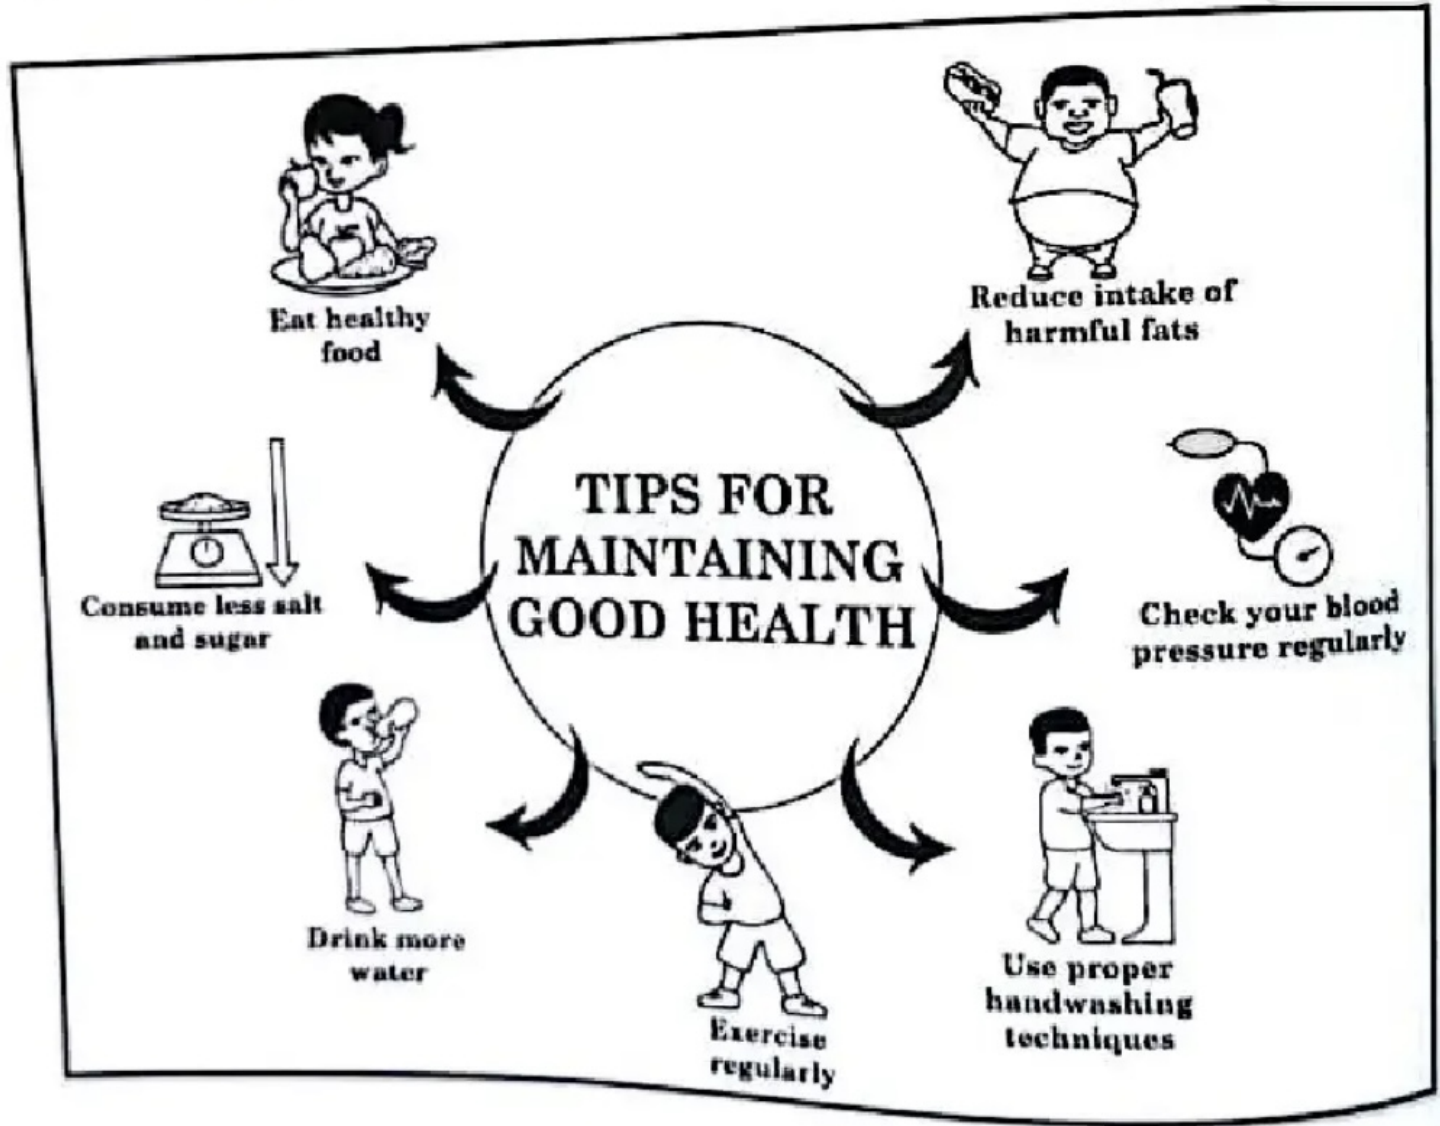 Eat healthy
food
Reduce intake of
harmful fats
TIPS FOR
MAINTAINING
GOOD HEALTH
Consume less salt
and sugar
Check your blood
pressure regularly
Drink more
water
Exercise
regularly
Use proper
handwashing
techniques